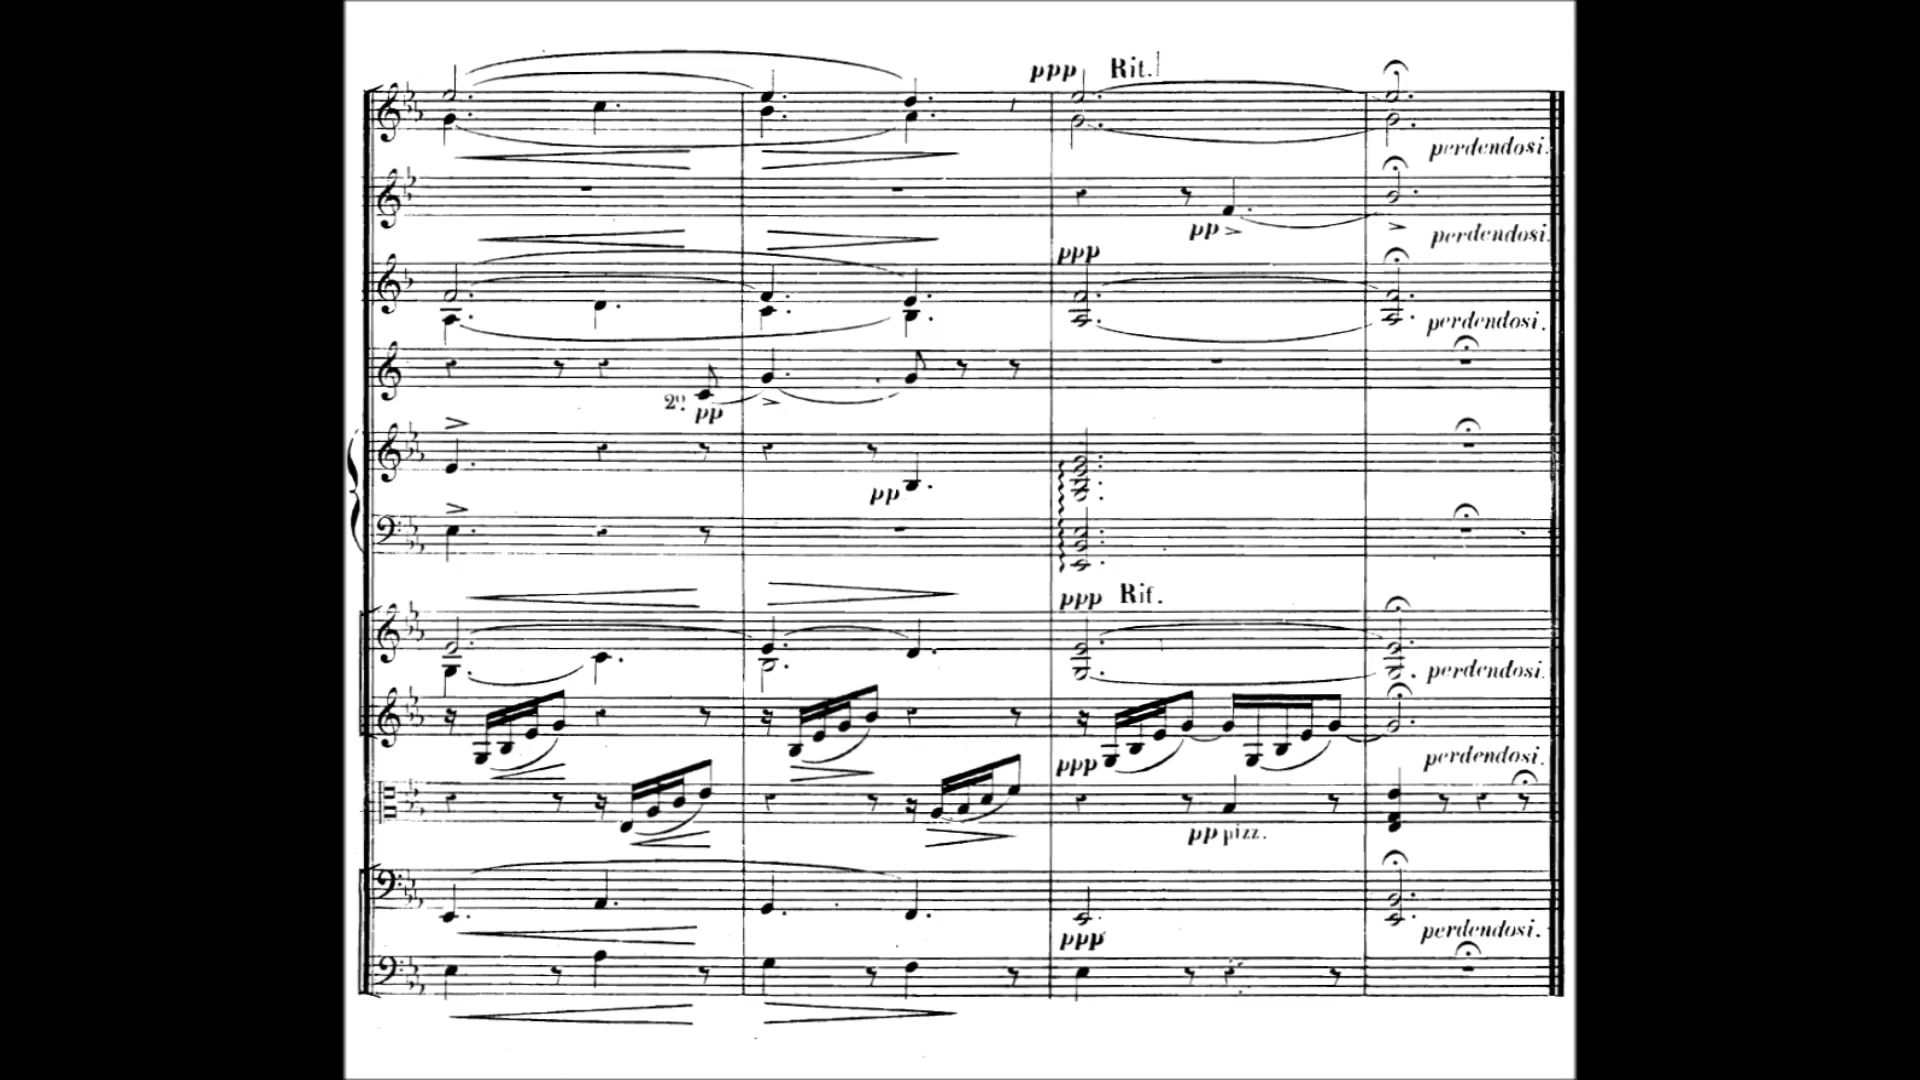 ppp Rit.
perdendosi.
pp perdendosi.
ppp
perdendosi.
2º. pp
pp
ppp Rit.
perdendosi.
ppp perdendosi.
pp pizz.
ppp perdendosi.